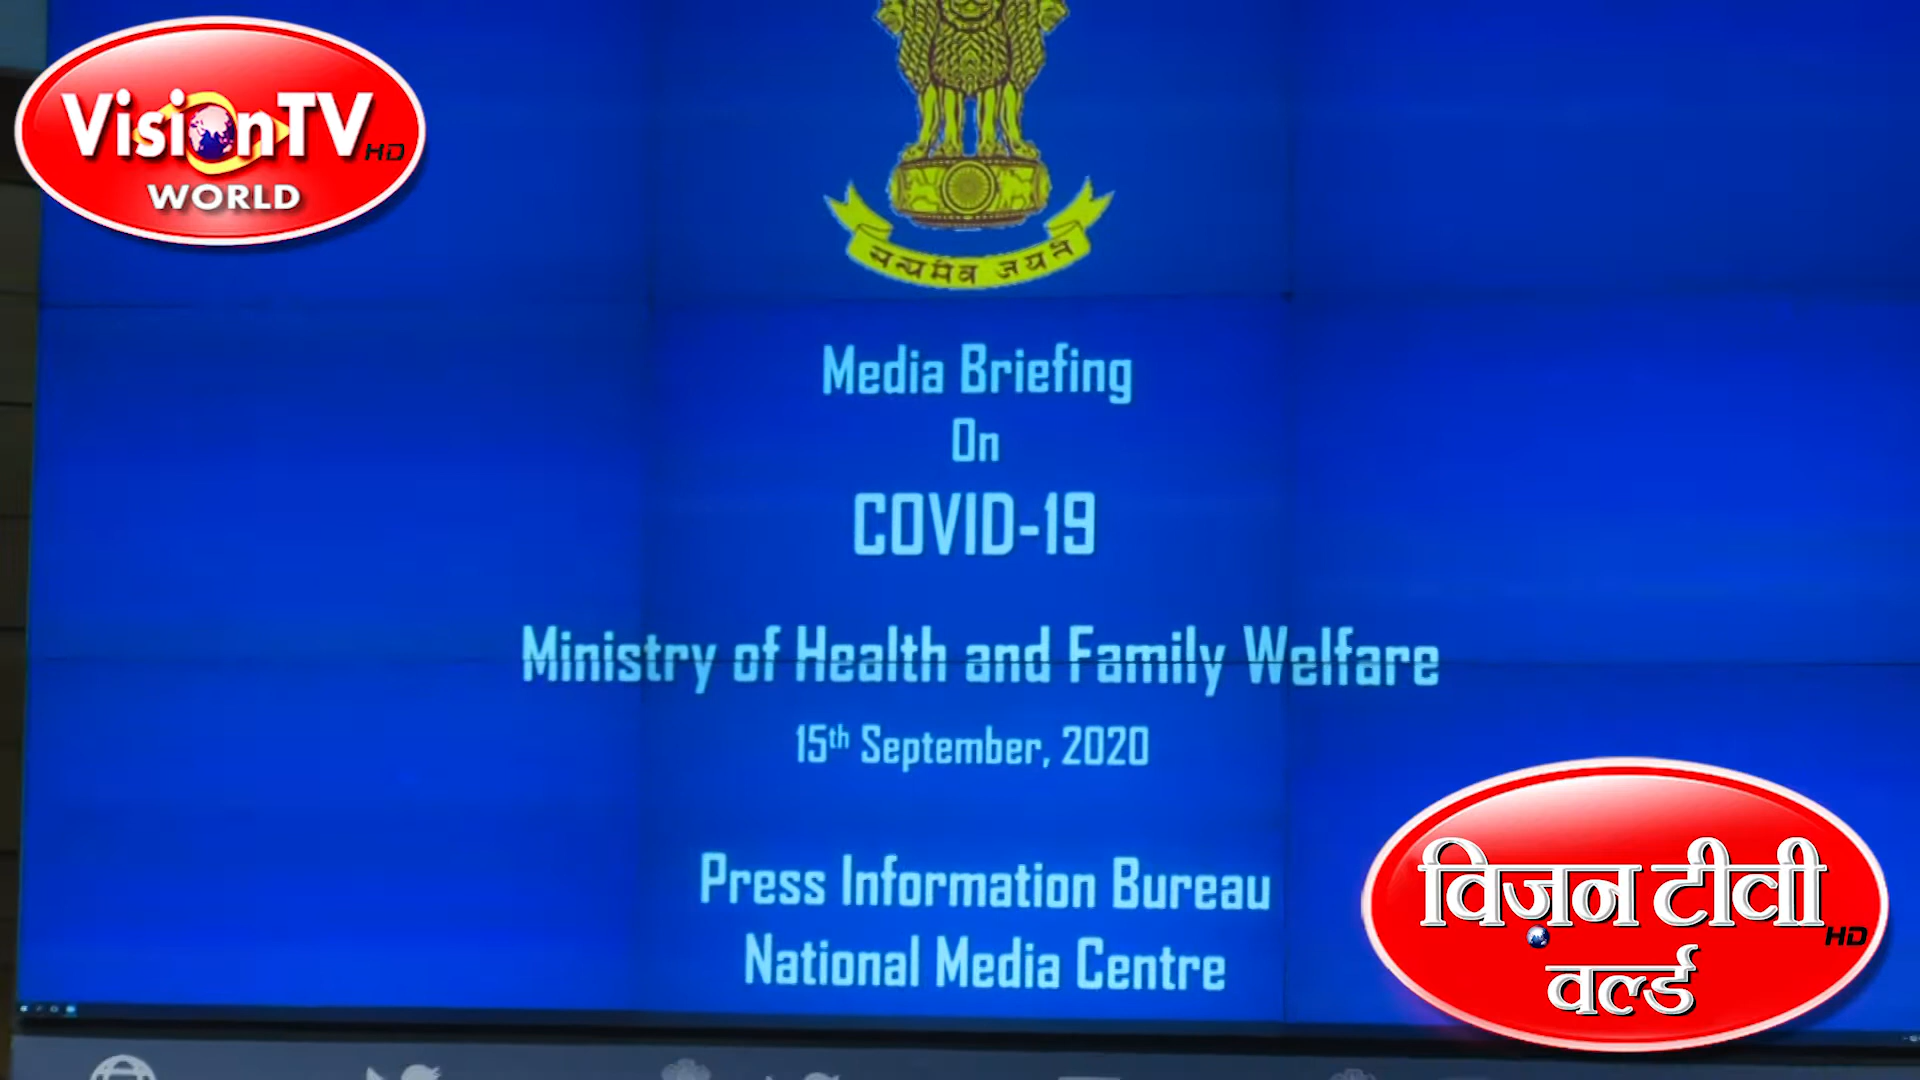 VisionTV HD
WORLD
सत्यमेव जयते
Media Briefing
On
COVID-19
Ministry of Health and Family Welfare
15th September, 2020
Press Information Bureau
National Media Centre
विज़न टीवी HD
वर्ल्ड